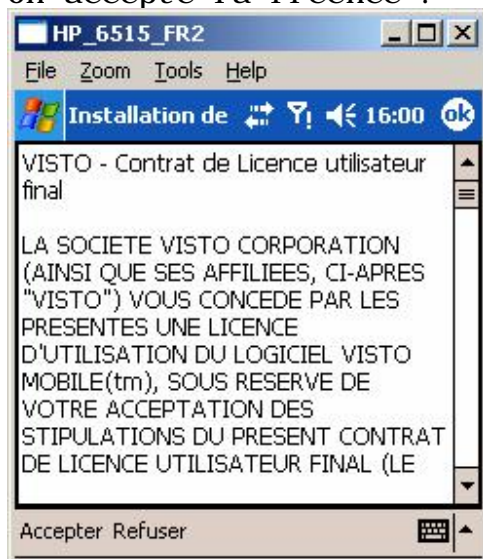 On accepte la licence :
HP_6515_FR2
File Zoom Tools Help
Installation de 16:00 ok
VISTO - Contrat de Licence utilisateur
final
LA SOCIETE VISTO CORPORATION
(AINSI QUE SES AFFILIEES, CI-APRES
"VISTO") VOUS CONCEDE PAR LES
PRESENTES UNE LICENCE
D'UTILISATION DU LOGICIEL VISTO
MOBILE(tm), SOUS RESERVE DE
VOTRE ACCEPTATION DES
STIPULATIONS DU PRESENT CONTRAT
DE LICENCE UTILISATEUR FINAL (LE
Accepter Refuser